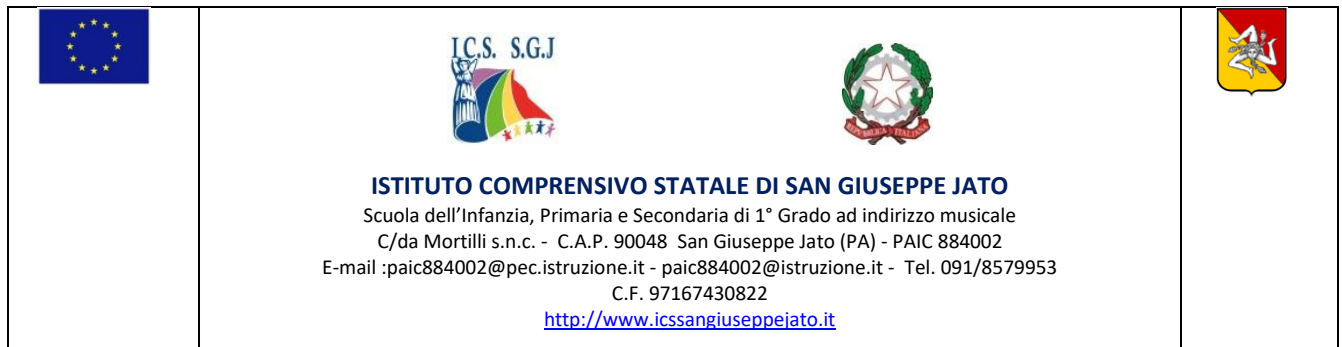 I.C.S. S.G.J
REPVBBLICA ITALIANA
ISTITUTO COMPRENSIVO STATALE DI SAN GIUSEPPE JATO
Scuola dell’Infanzia, Primaria e Secondaria di 1° Grado ad indirizzo musicale
C/da Mortilli s.n.c. - C.A.P. 90048 San Giuseppe Jato (PA) - PAIC 884002
E-mail :paic884002@pec.istruzione.it - paic884002@istruzione.it - Tel. 091/8579953
C.F. 97167430822
http://www.icssangiuseppejato.it